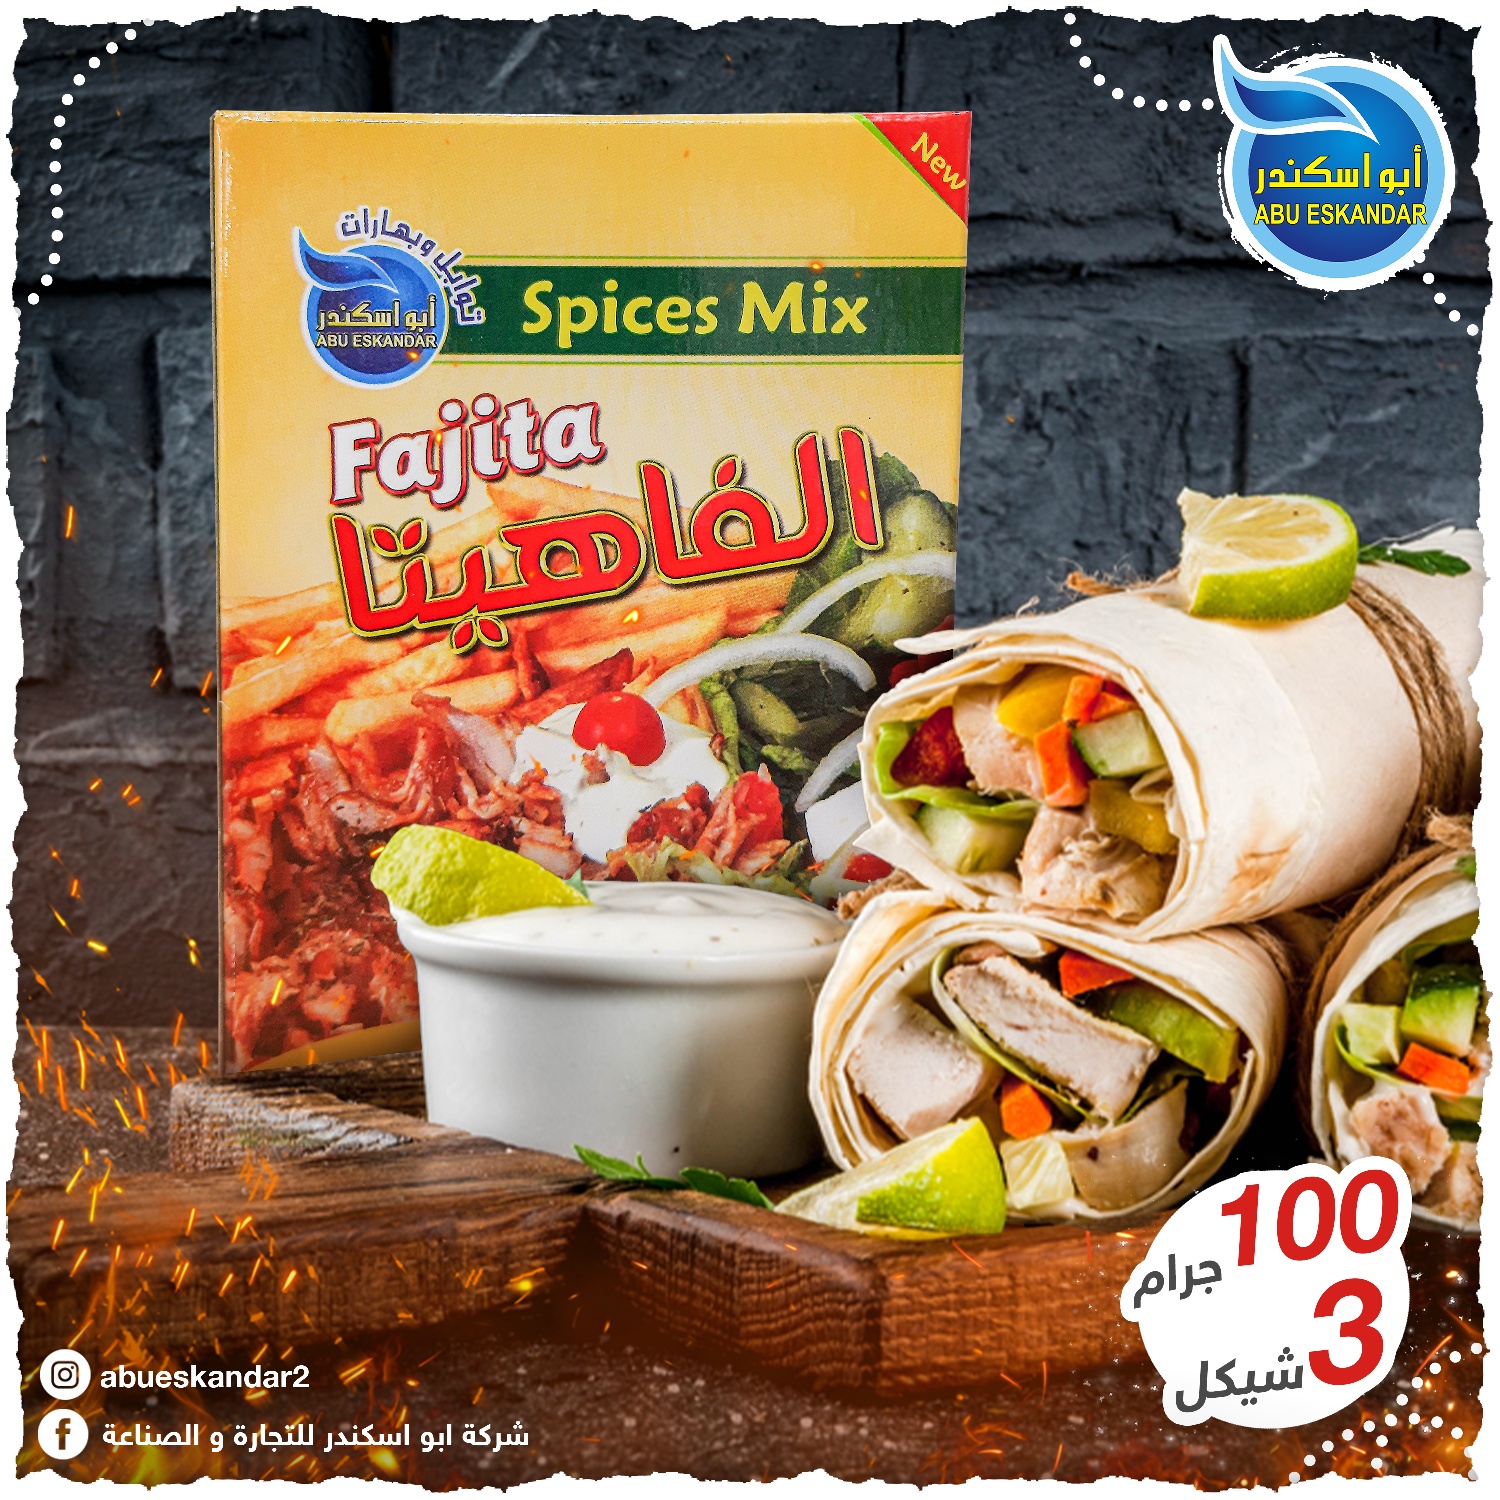 أبو اسكندر
ABU ESKANDAR
New
توابل وبهارات
أبو اسكندر
ABU ESKANDAR
Spices Mix
Fajita
الفاهيتا
100 جرام
3 شيكل
abueskandar2
شركة ابو اسكندر للتجارة و الصناعة